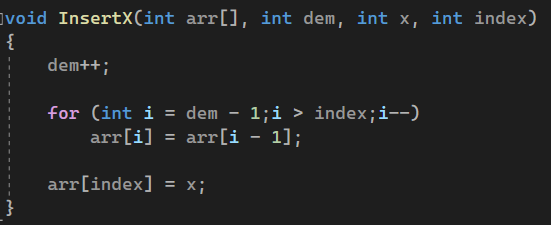 void InsertX(int arr[], int dem, int x, int index)
{
dem++;
for (int i = dem - 1;i > index;i--)
arr[i] = arr[i - 1];
arr[index] = x;
}